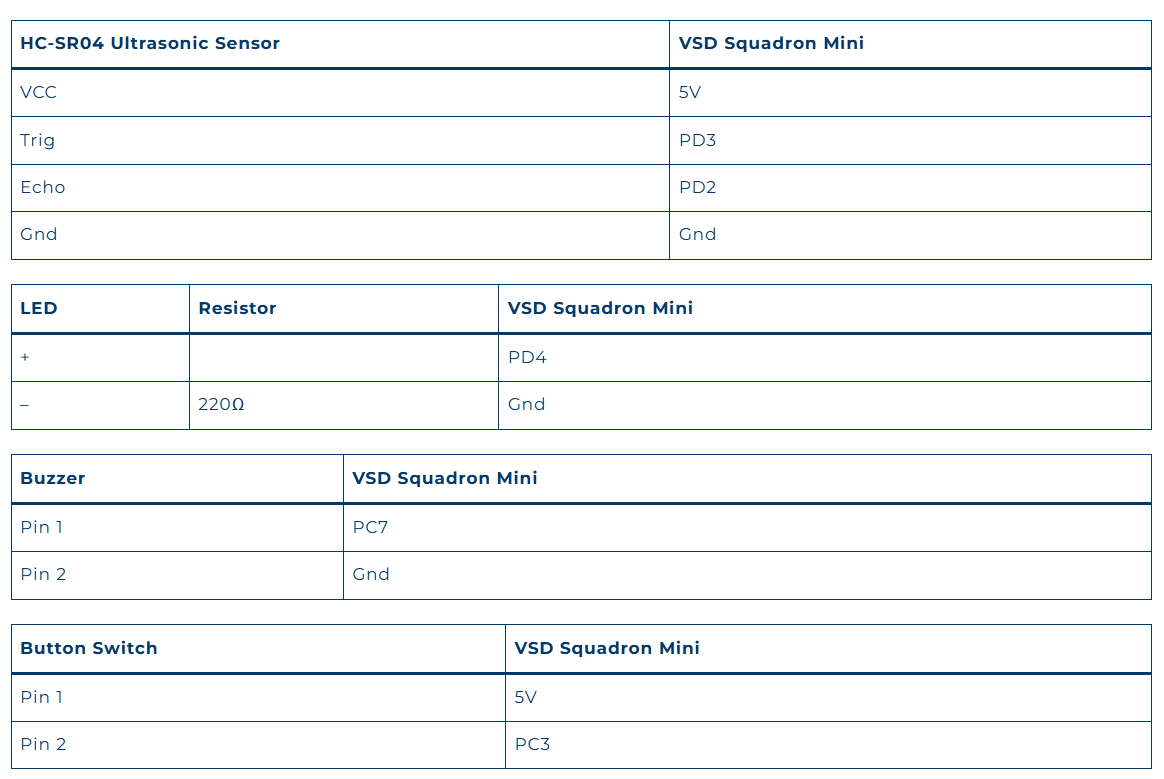 HC-SR04 Ultrasonic Sensor VSD Squadron Mini
VCC 5V
Trig PD3
Echo PD2
Gnd Gnd
LED Resistor VSD Squadron Mini
+ PD4
– 220Ω Gnd
Buzzer VSD Squadron Mini
Pin 1 PC7
Pin 2 Gnd
Button Switch VSD Squadron Mini
Pin 1 5V
Pin 2 PC3